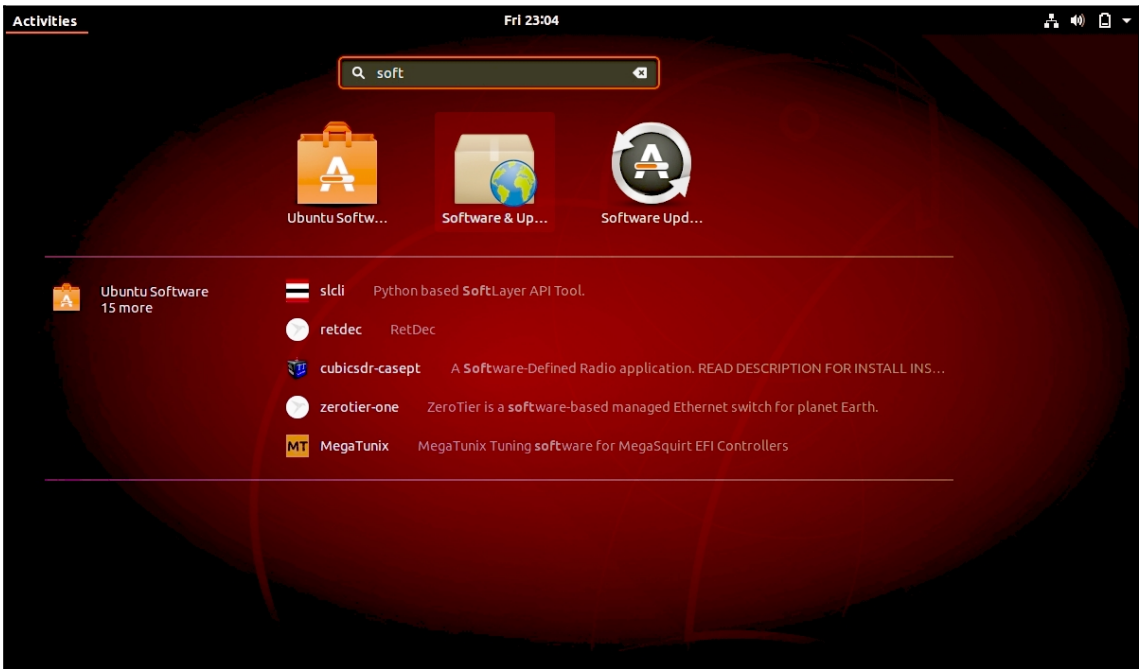 Activities
Fri 23:04
soft
Ubuntu Softw...
Software & Up...
Software Upd...
Ubuntu Software
15 more
slcli Python based SoftLayer API Tool.
retdec RetDec
cubicsdr-casept A Software-Defined Radio application. READ DESCRIPTION FOR INSTALL INS...
zerotier-one ZeroTier is a software-based managed Ethernet switch for planet Earth.
MT MegaTunix MegaTunix Tuning software for MegaSquirt EFI Controllers